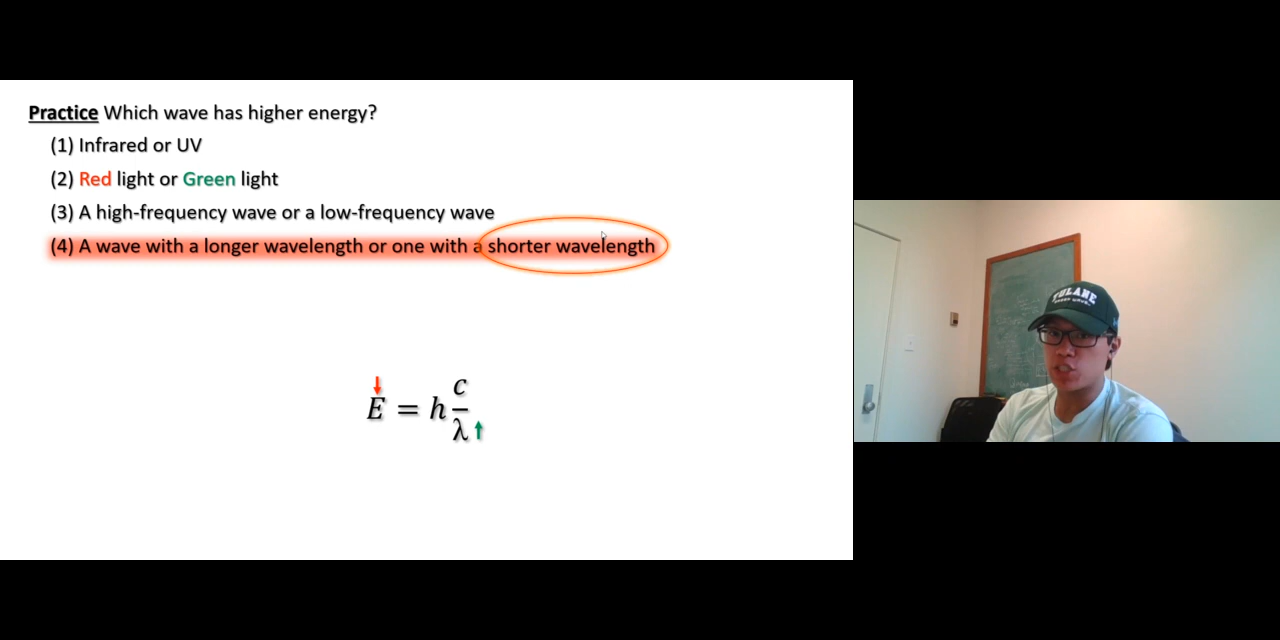 Practice Which wave has higher energy?
(1) Infrared or UV
(2) Red light or Green light
(3) A high-frequency wave or a low-frequency wave
(4) A wave with a longer wavelength or one with a shorter wavelength
E = h c/λ
TULANE